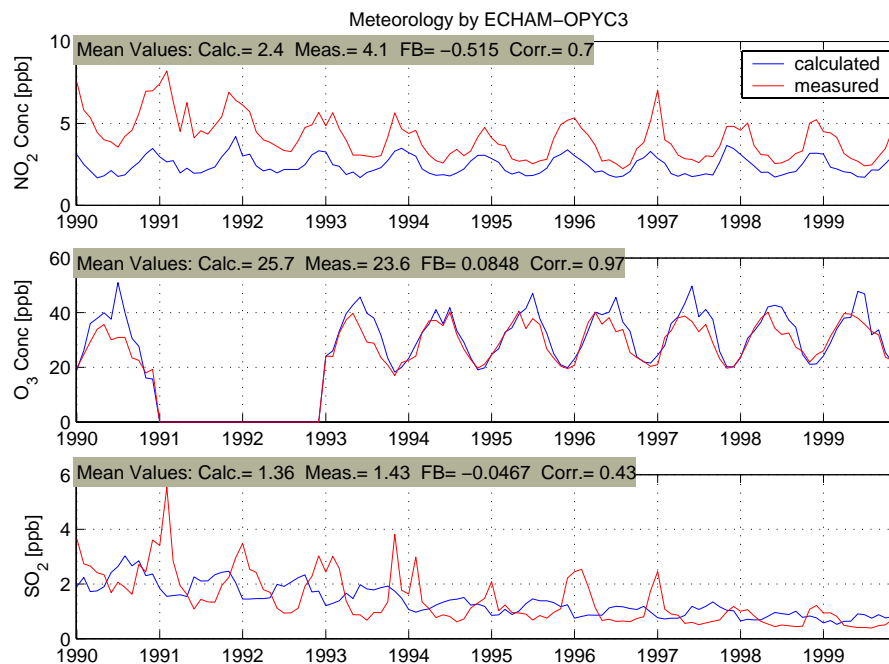 Meteorology by ECHAM−OPYC3
Mean Values: Calc.= 2.4 Meas.= 4.1 FB= −0.515 Corr.= 0.7
calculated
measured
NO2 Conc [ppb]
10
5
0
1990 1991 1992 1993 1994 1995 1996 1997 1998 1999
Mean Values: Calc.= 25.7 Meas.= 23.6 FB= 0.0848 Corr.= 0.97
O3 Conc [ppb]
60
40
20
0
1990 1991 1992 1993 1994 1995 1996 1997 1998 1999
Mean Values: Calc.= 1.36 Meas.= 1.43 FB= −0.0467 Corr.= 0.43
SO2 [ppb]
6
4
2
0
1990 1991 1992 1993 1994 1995 1996 1997 1998 1999